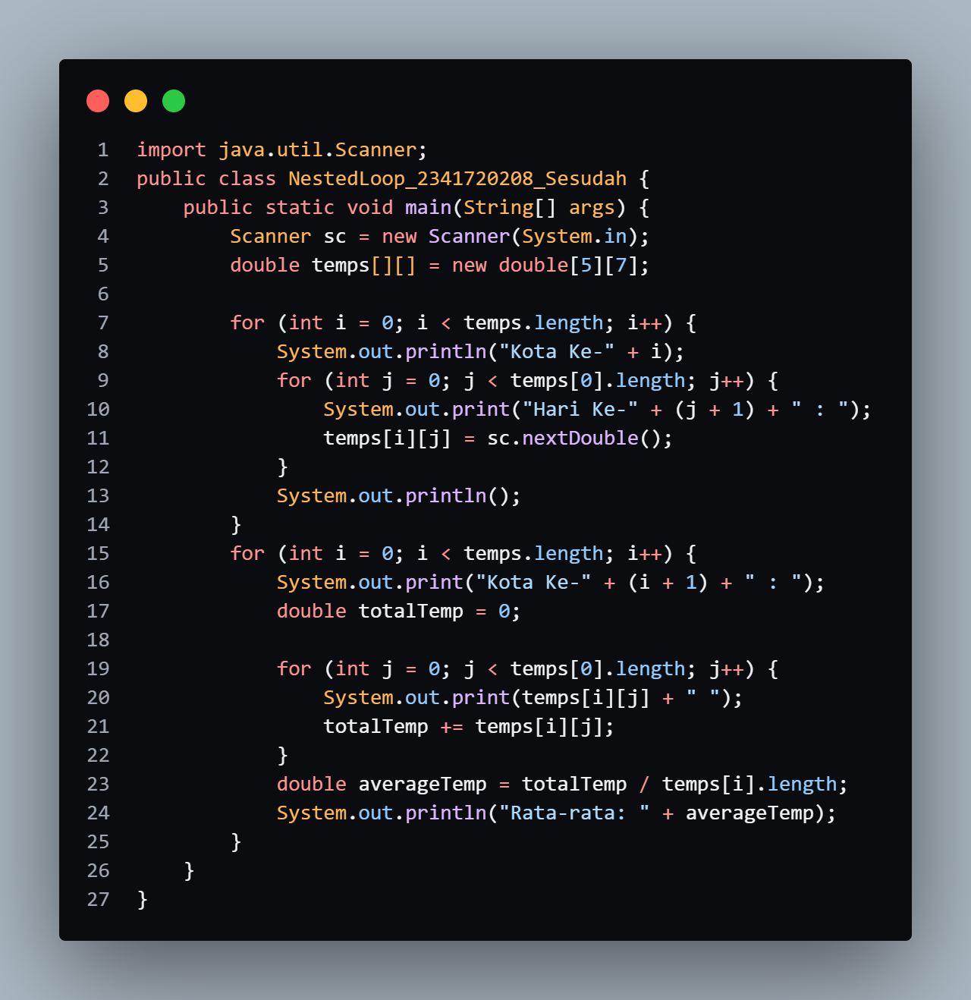 1 import java.util.Scanner;
2 public class NestedLoop_2341720208_Sesudah {
3     public static void main(String[] args) {
4         Scanner sc = new Scanner(System.in);
5         double temps[][] = new double[5][7];
6
7         for (int i = 0; i < temps.length; i++) {
8             System.out.println("Kota Ke-" + i);
9             for (int j = 0; j < temps[0].length; j++) {
10                 System.out.print("Hari Ke-" + (j + 1) + " : ");
11                 temps[i][j] = sc.nextDouble();
12             }
13             System.out.println();
14         }
15         for (int i = 0; i < temps.length; i++) {
16             System.out.print("Kota Ke-" + (i + 1) + " : ");
17             double totalTemp = 0;
18
19             for (int j = 0; j < temps[0].length; j++) {
20                 System.out.print(temps[i][j] + " ");
21                 totalTemp += temps[i][j];
22             }
23             double averageTemp = totalTemp / temps[i].length;
24             System.out.println("Rata-rata: " + averageTemp);
25         }
26     }
27 }